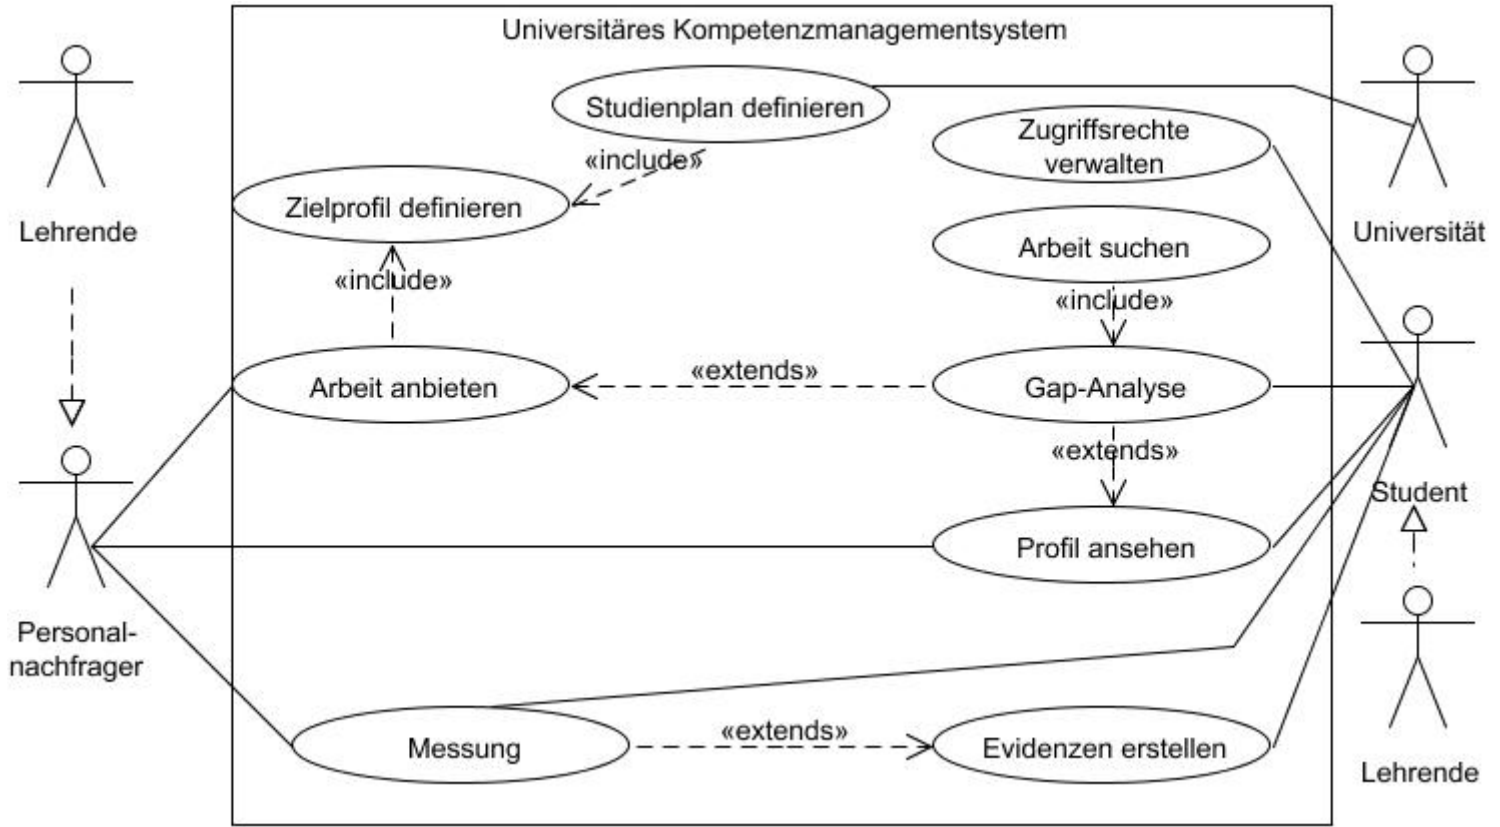 Universitäres Kompetenzmanagementsystem
Studienplan definieren
Zugriffsrechte
verwalten
«include»
Zielprofil definieren
Lehrende
Universität
Arbeit suchen
«include»
«include»
«extends»
Arbeit anbieten
Gap-Analyse
«extends»
Student
Profil ansehen
Personal-
nachfrager
«extends»
Messung
Evidenzen erstellen
Lehrende